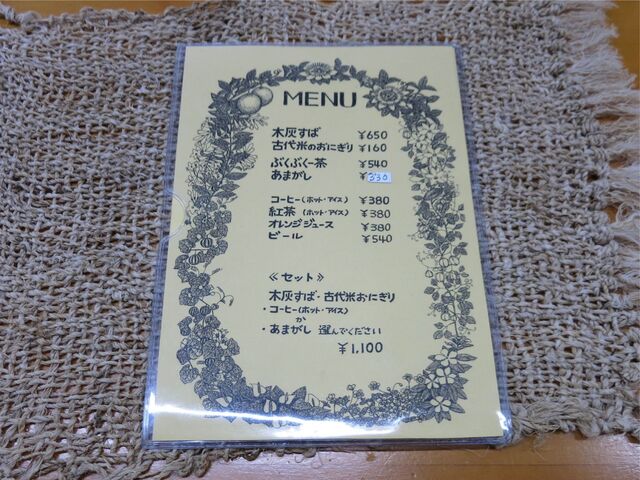 MENU
木灰すば ¥650
古代米のおにぎり ¥160
ぶくぶくー茶 ¥540
あまがし ¥330
コーヒー(ホット・アイス) ¥380
紅茶(ホット・アイス) ¥380
オレンジジュース ¥380
ビール ¥540
≪セット≫
木灰すば・古代米おにぎり
・コーヒー(ホット・アイス)
か
・あまがし 選んでください
¥1,100